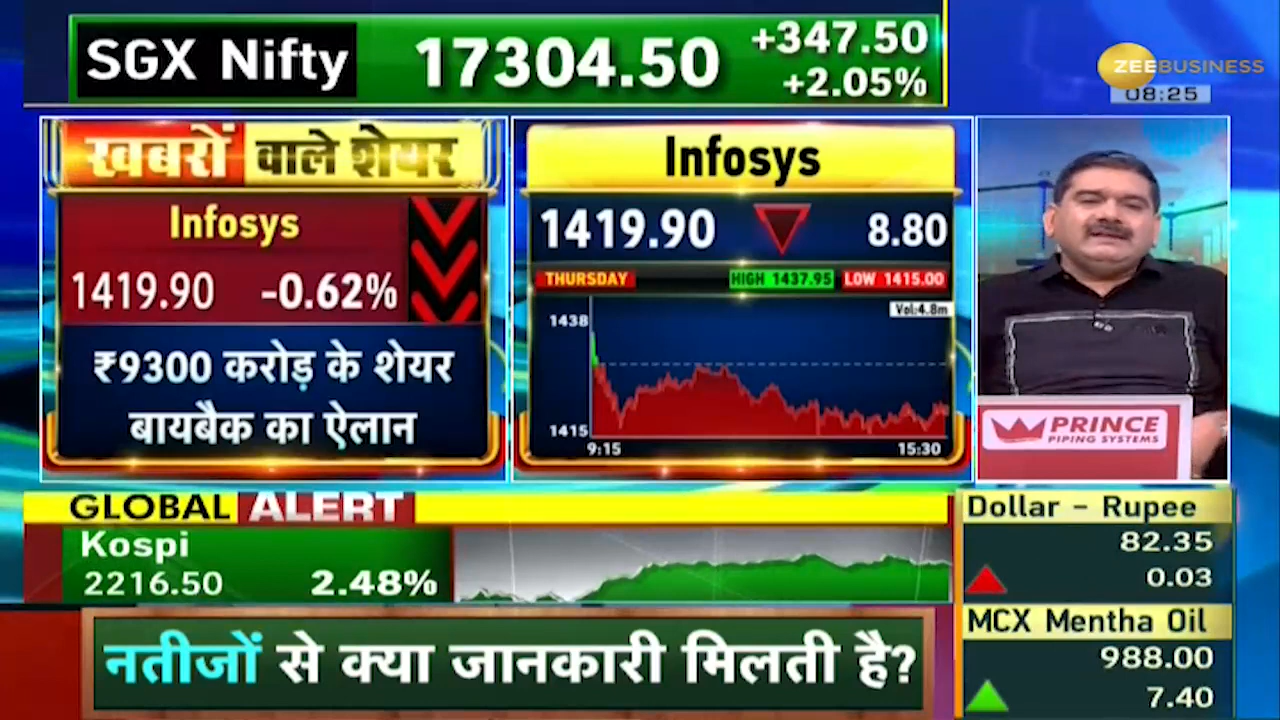 SGX Nifty
17304.50
+347.50
+2.05%
ZEEBUSINESS
08:25
खबरों वाले शेयर
Infosys
1419.90 -0.62%
₹9300 करोड़ के शेयर
बायबैक का ऐलान
Infosys
1419.90 8.80
THURSDAY HIGH 1437.95 LOW 1415.00
Vol:4.8m
1438
1415
9:15 15:30
PRINCE
PIPING SYSTEMS
GLOBAL ALERT
Kospi
2216.50 2.48%
Dollar - Rupee
82.35
0.03
MCX Mentha Oil
988.00
7.40
नतीजों से क्या जानकारी मिलती है?